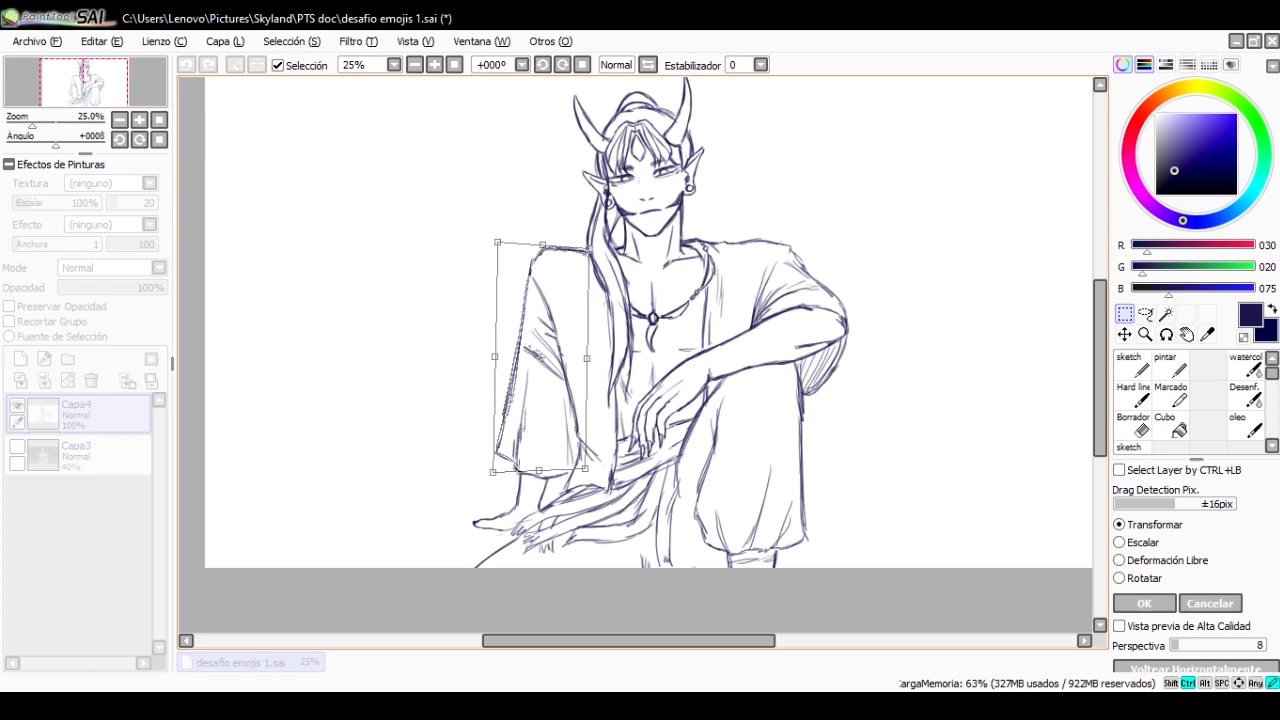 PaintTool SAI C:\Users\Lenovo\Pictures\Skyland\PTS doc\desafio emojis 1.sai (*)
Archivo (F) Editar (E) Lienzo (C) Capa (L) Selección (S) Filtro (T) Vista (V) Ventana (W) Otros (O)
Selección 25% +000º Normal Estabilizador 0
Zoom 25.0%
Ángulo +000ß
Efectos de Pinturas
Textura (ninguno)
Escalar 100% 20
Efecto (ninguno)
Anchura 1 100
Mode Normal
Opacidad 100%
Preservar Opacidad
Recortar Grupo
Fuente de Selección
Capa4
Normal
100%
Capa3
Normal
40%
R 030
G 020
B 075
sketch pintar watercol
Hard line Marcado Desenf.
Borrador Cubo oleo
sketch
Select Layer by CTRL+LB
Drag Detection Pix.
±16pix
Transformar
Escalar
Deformación Libre
Rotatar
OK Cancelar
Vista previa de Alta Calidad
Perspectiva 8
Voltear Horizontalmente
desafio emojis 1.sai 25%
CargaMemoria: 63% (327MB usados / 922MB reservados) Shift Ctrl Alt SPC Any